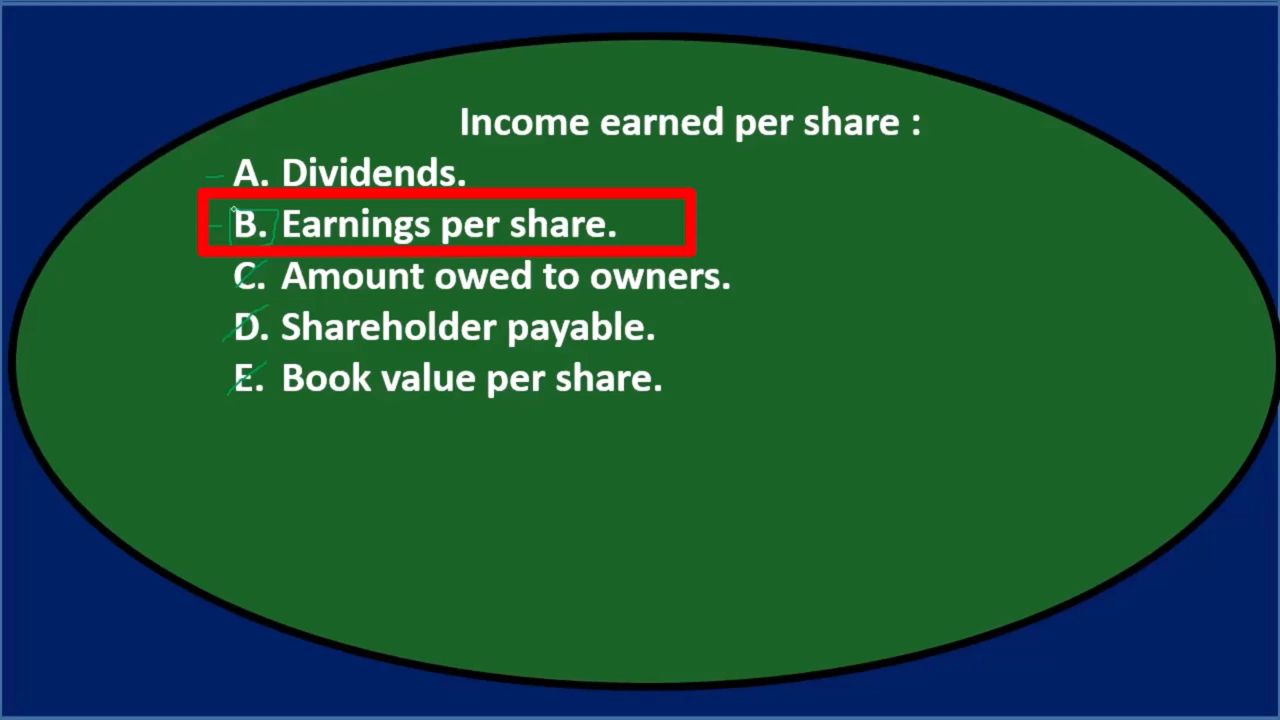 Income earned per share :
A. Dividends.
B. Earnings per share.
C. Amount owed to owners.
D. Shareholder payable.
E. Book value per share.